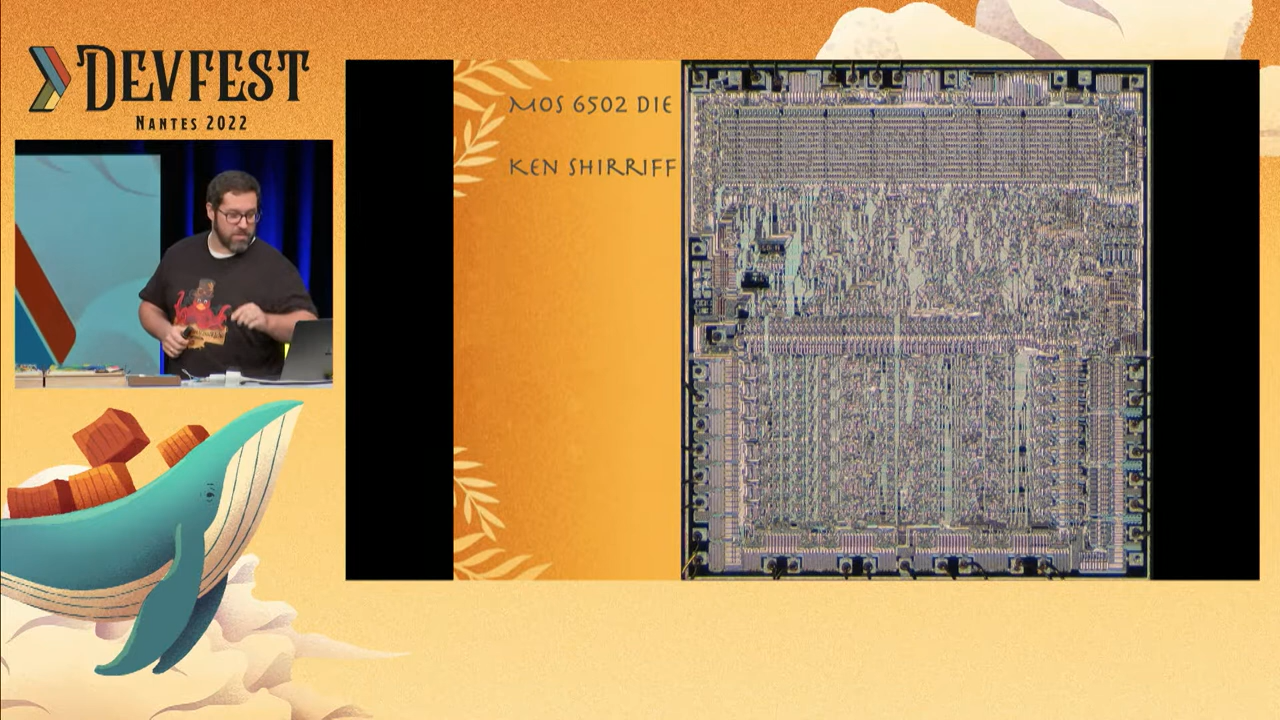 DEVFEST
NANTES 2022
MOS 6502 DIE
KEN SHIRRIFF